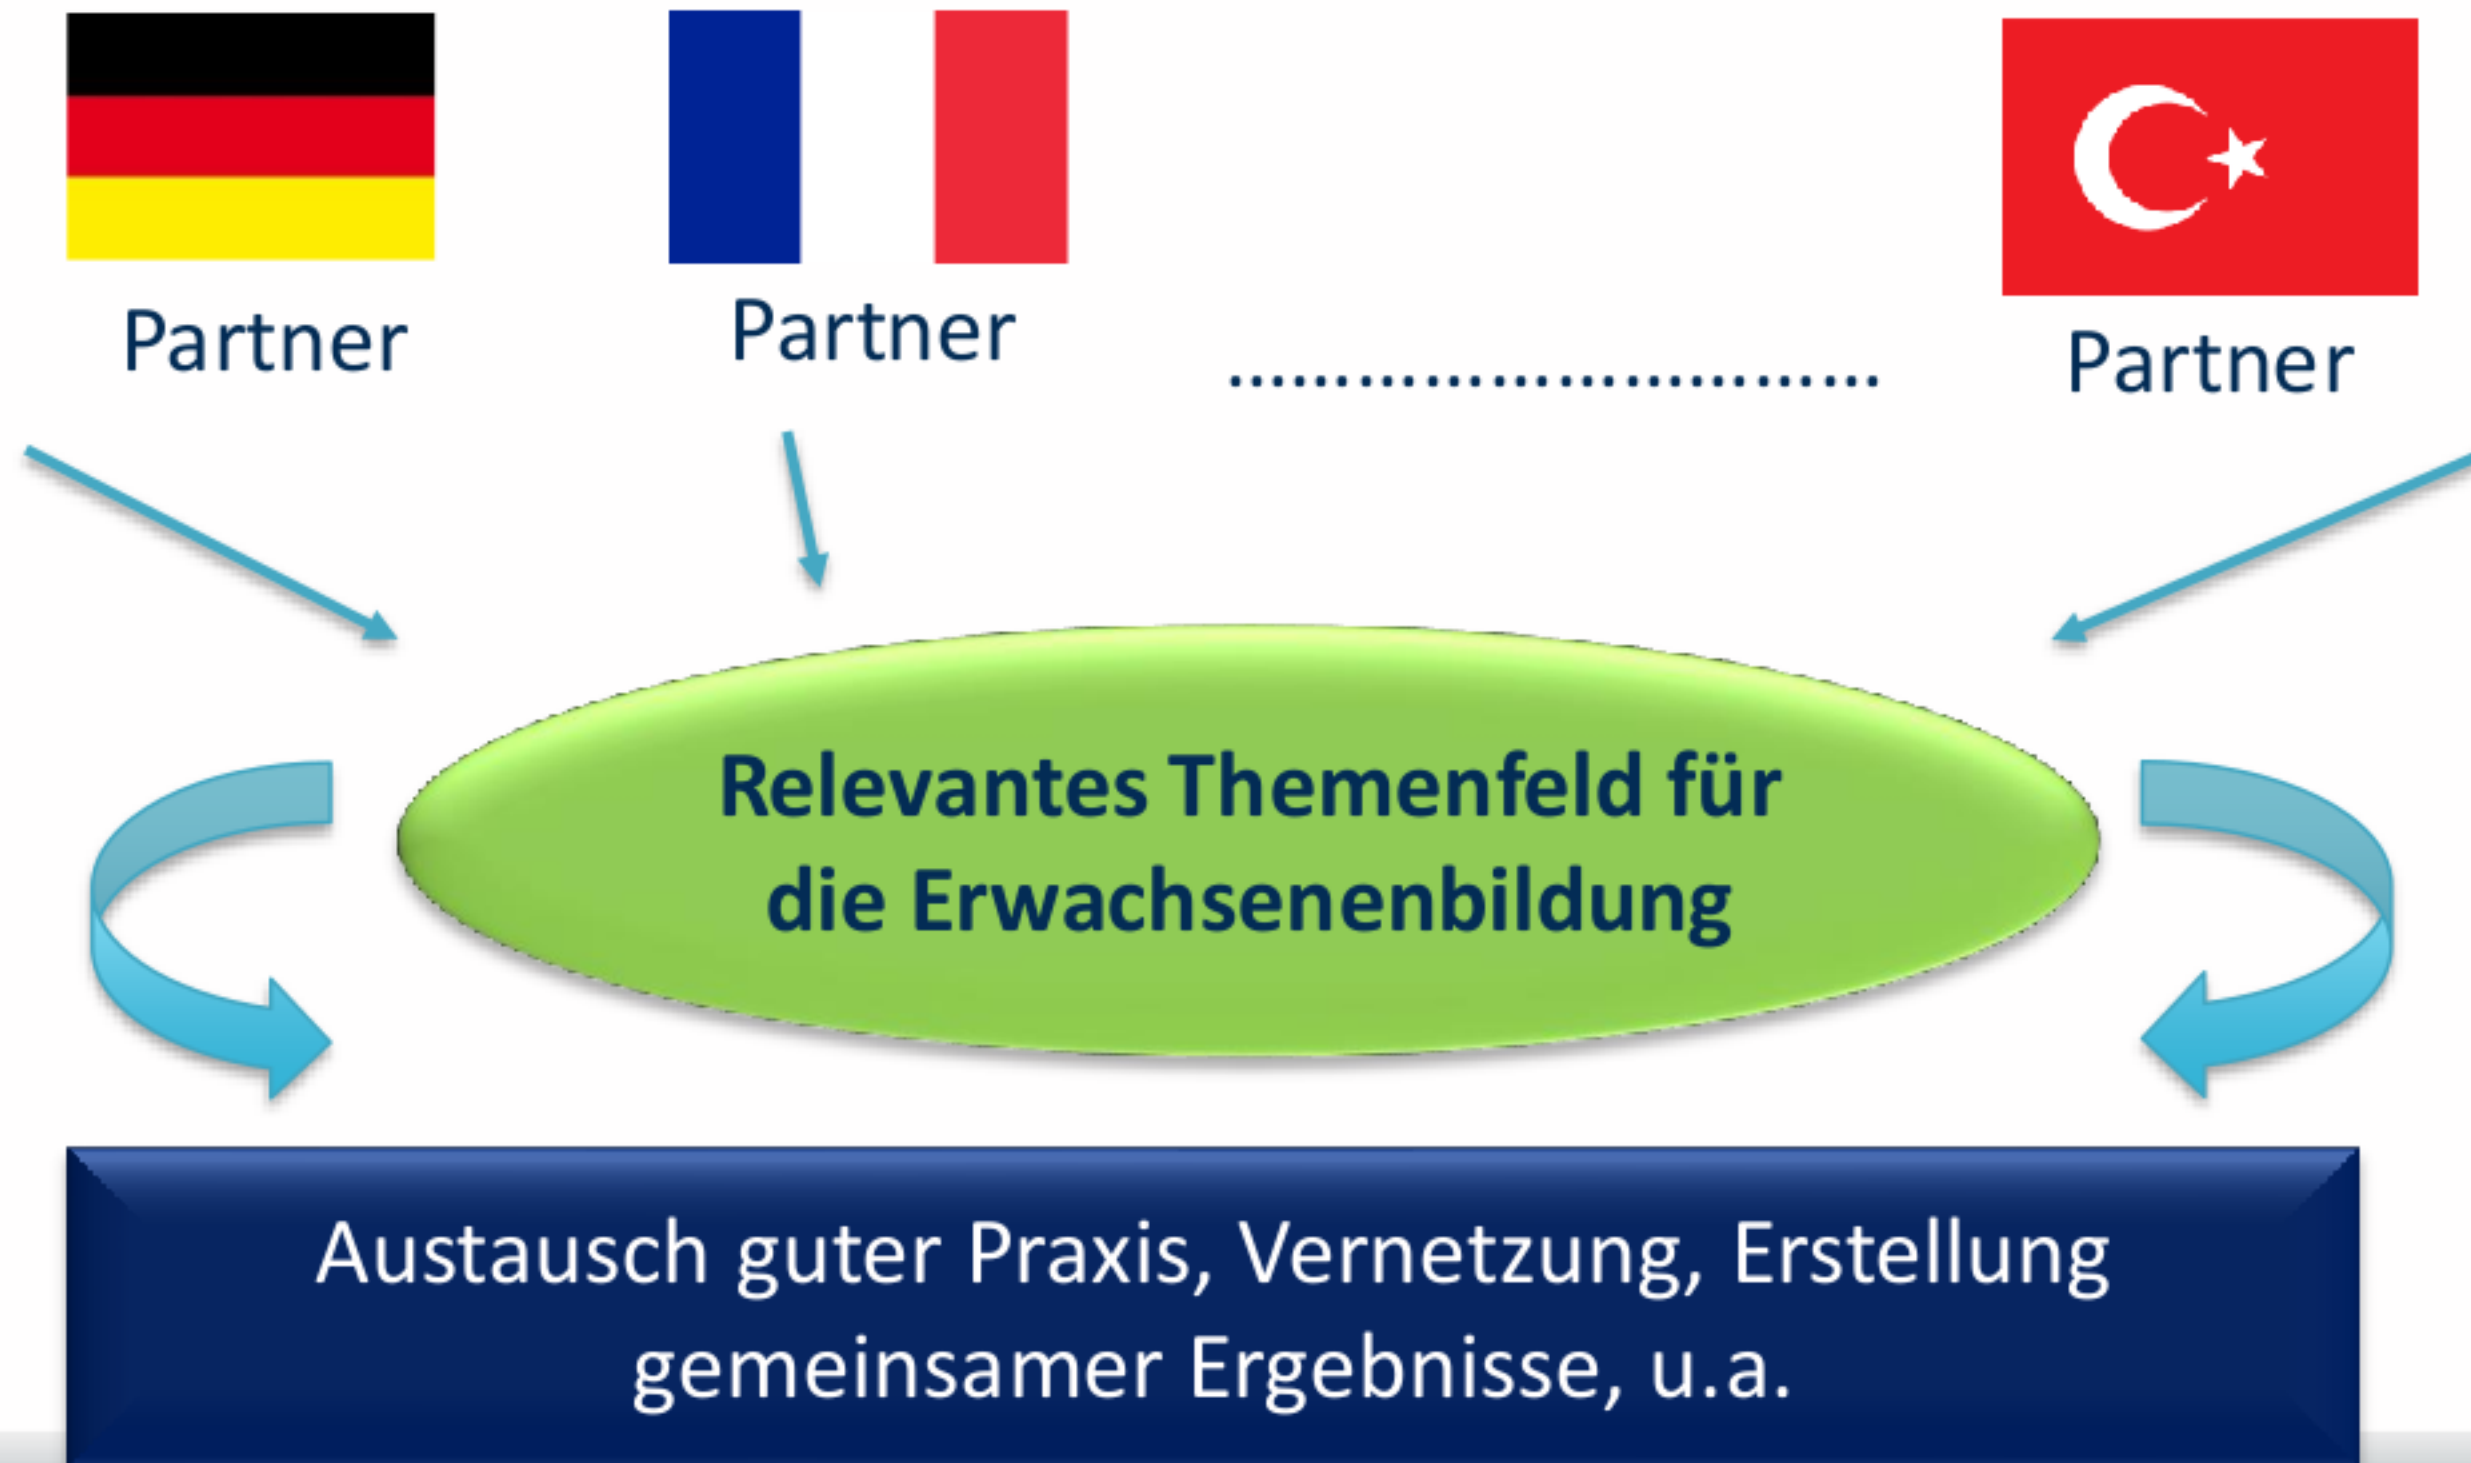 Partner
Partner
Partner
..............................
Relevantes Themenfeld für
die Erwachsenenbildung
Austausch guter Praxis, Vernetzung, Erstellung
gemeinsamer Ergebnisse, u.a.